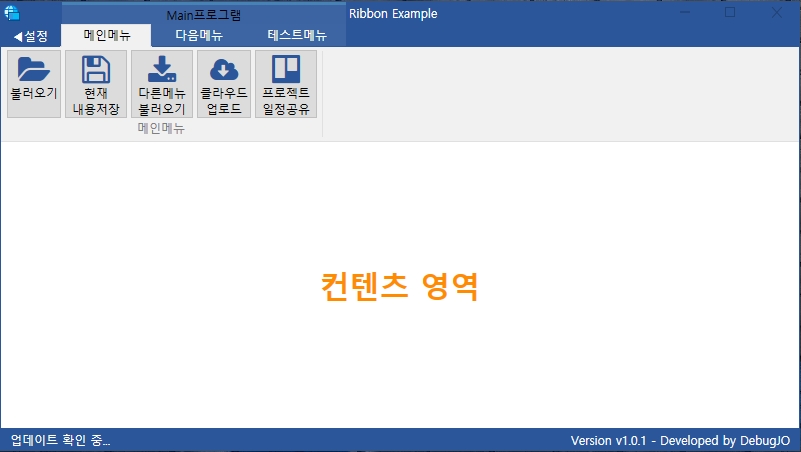 Main프로그램
Ribbon Example
◀설정
메인메뉴
다음메뉴
테스트메뉴
불러오기
현재
내용저장
다른메뉴
불러오기
클라우드
업로드
프로젝트
일정공유
메인메뉴
컨텐츠 영역
업데이트 확인 중...
Version v1.0.1 - Developed by DebugJO